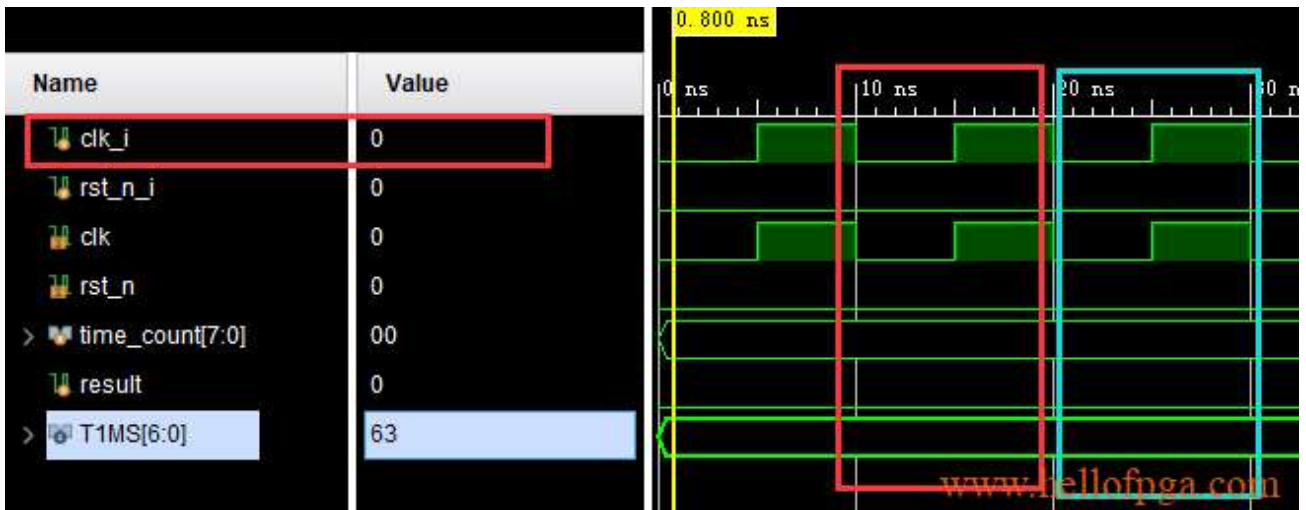 0.800 ns
Name Value
0 ns 10 ns 20 ns 30 n
clk_i 0
rst_n_i 0
clk 0
rst_n 0
> time_count[7:0] 00
result 0
> T1MS[6:0] 63
www.hellofpga.com